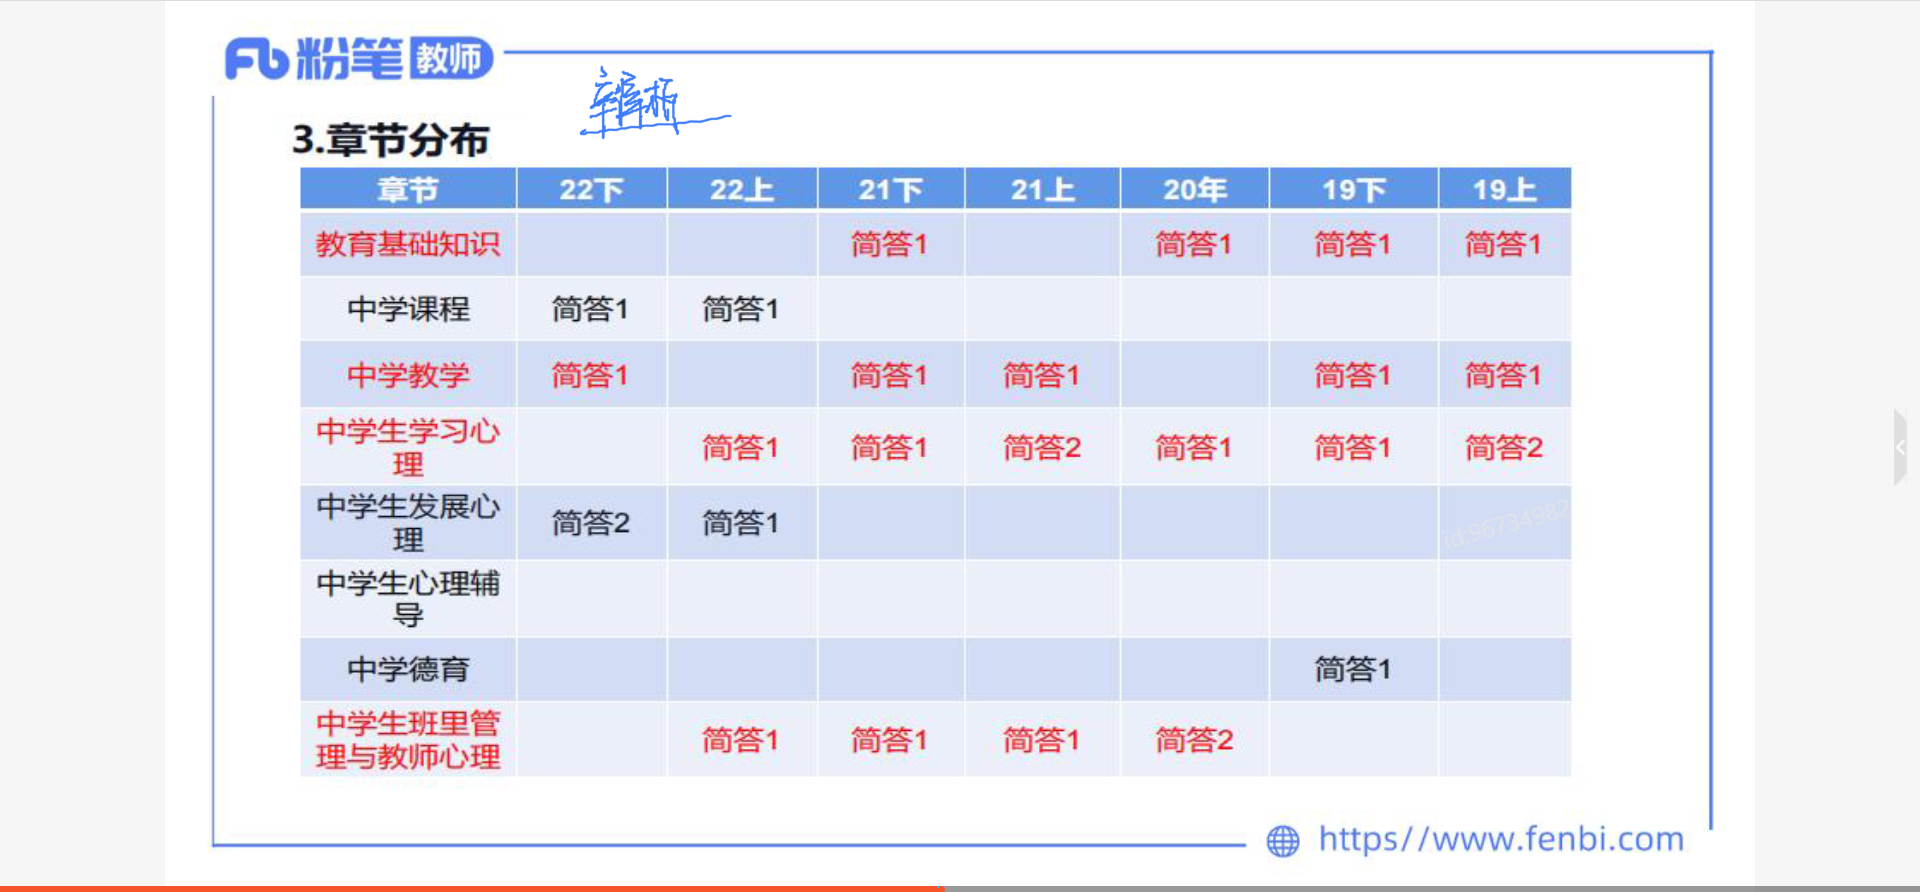 粉笔教师
辨析
3.章节分布
章节 22下 22上 21下 21上 20年 19下 19上
教育基础知识 简答1 简答1 简答1 简答1
中学课程 简答1 简答1
中学教学 简答1 简答1 简答1 简答1 简答1
中学生学习心理 简答1 简答1 简答2 简答1 简答1 简答2
中学生发展心理 简答2 简答1
中学生心理辅导
中学德育 简答1
中学生班里管理与教师心理 简答1 简答1 简答1 简答2
id:96734982
https//www.fenbi.com